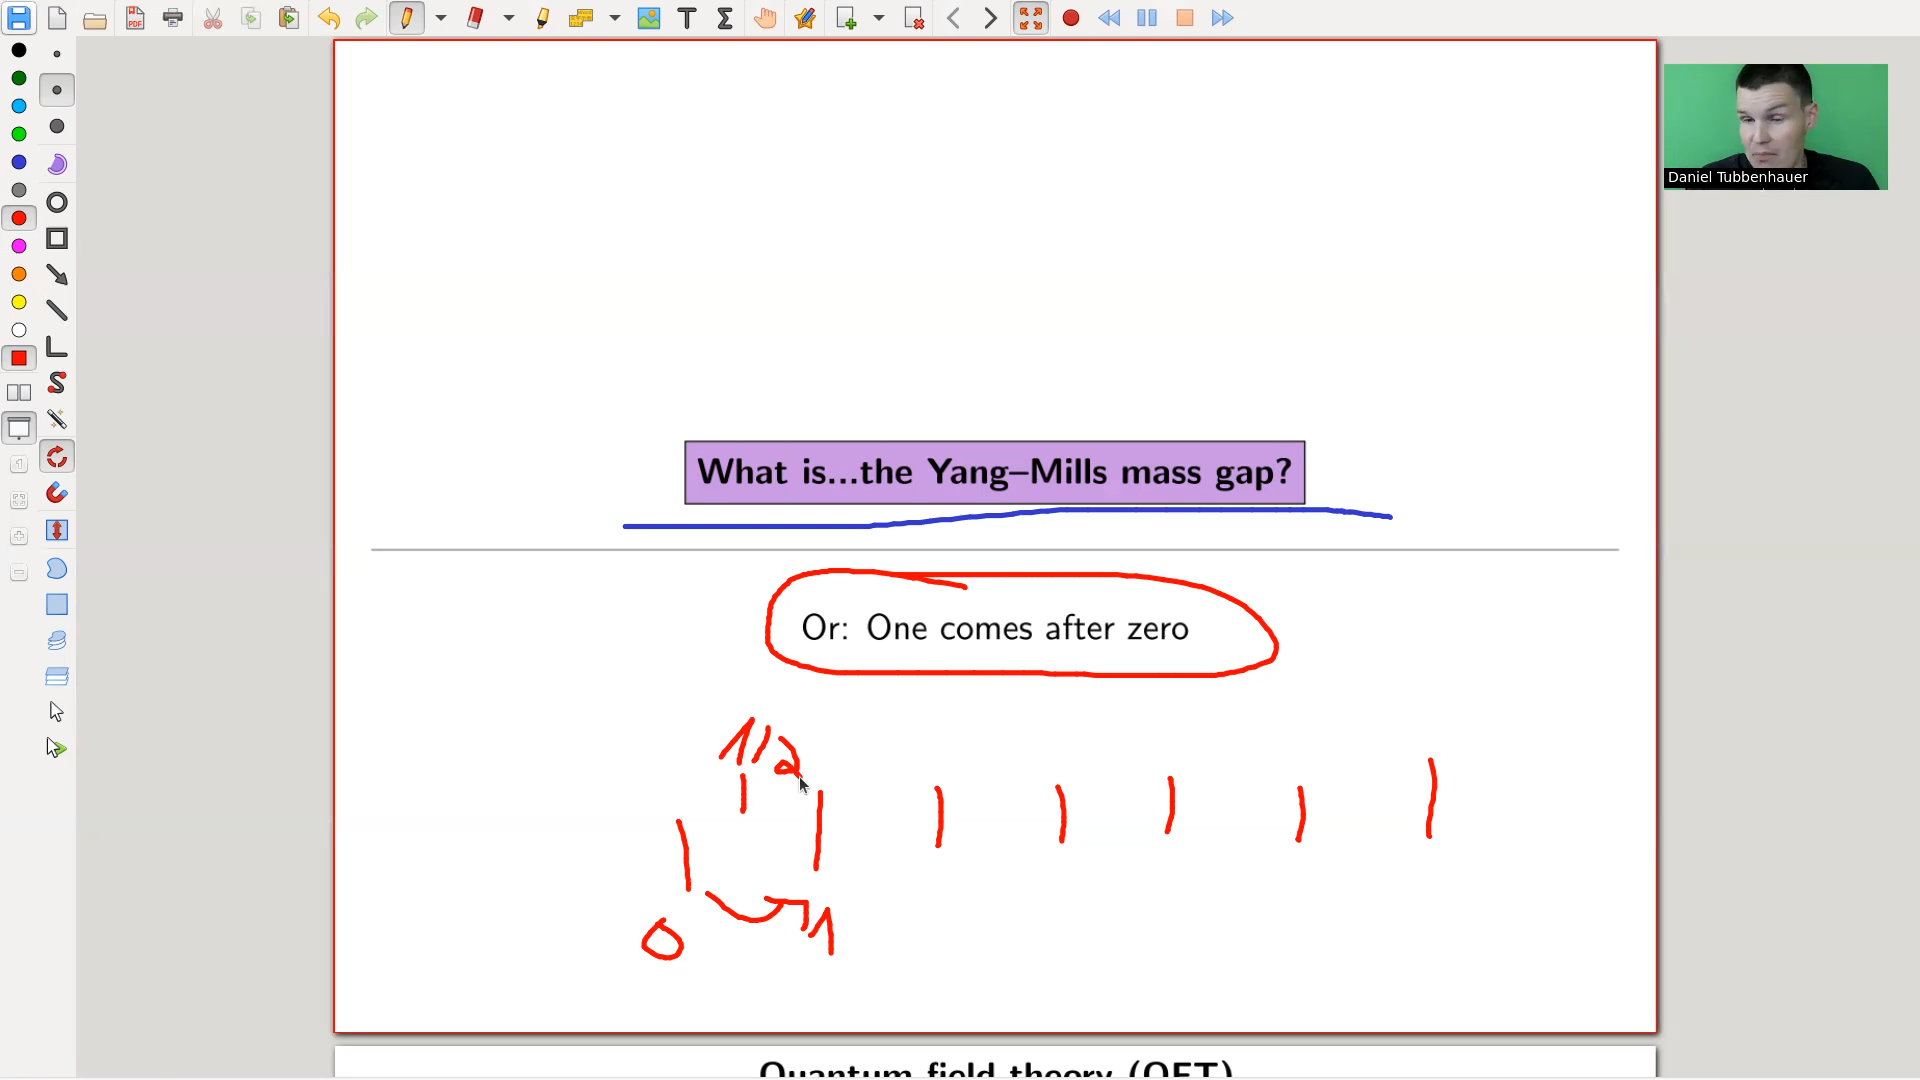 Daniel Tubbenhauer
What is...the Yang–Mills mass gap?
Or: One comes after zero
1/2
0 1
Quantum field theory (QFT)